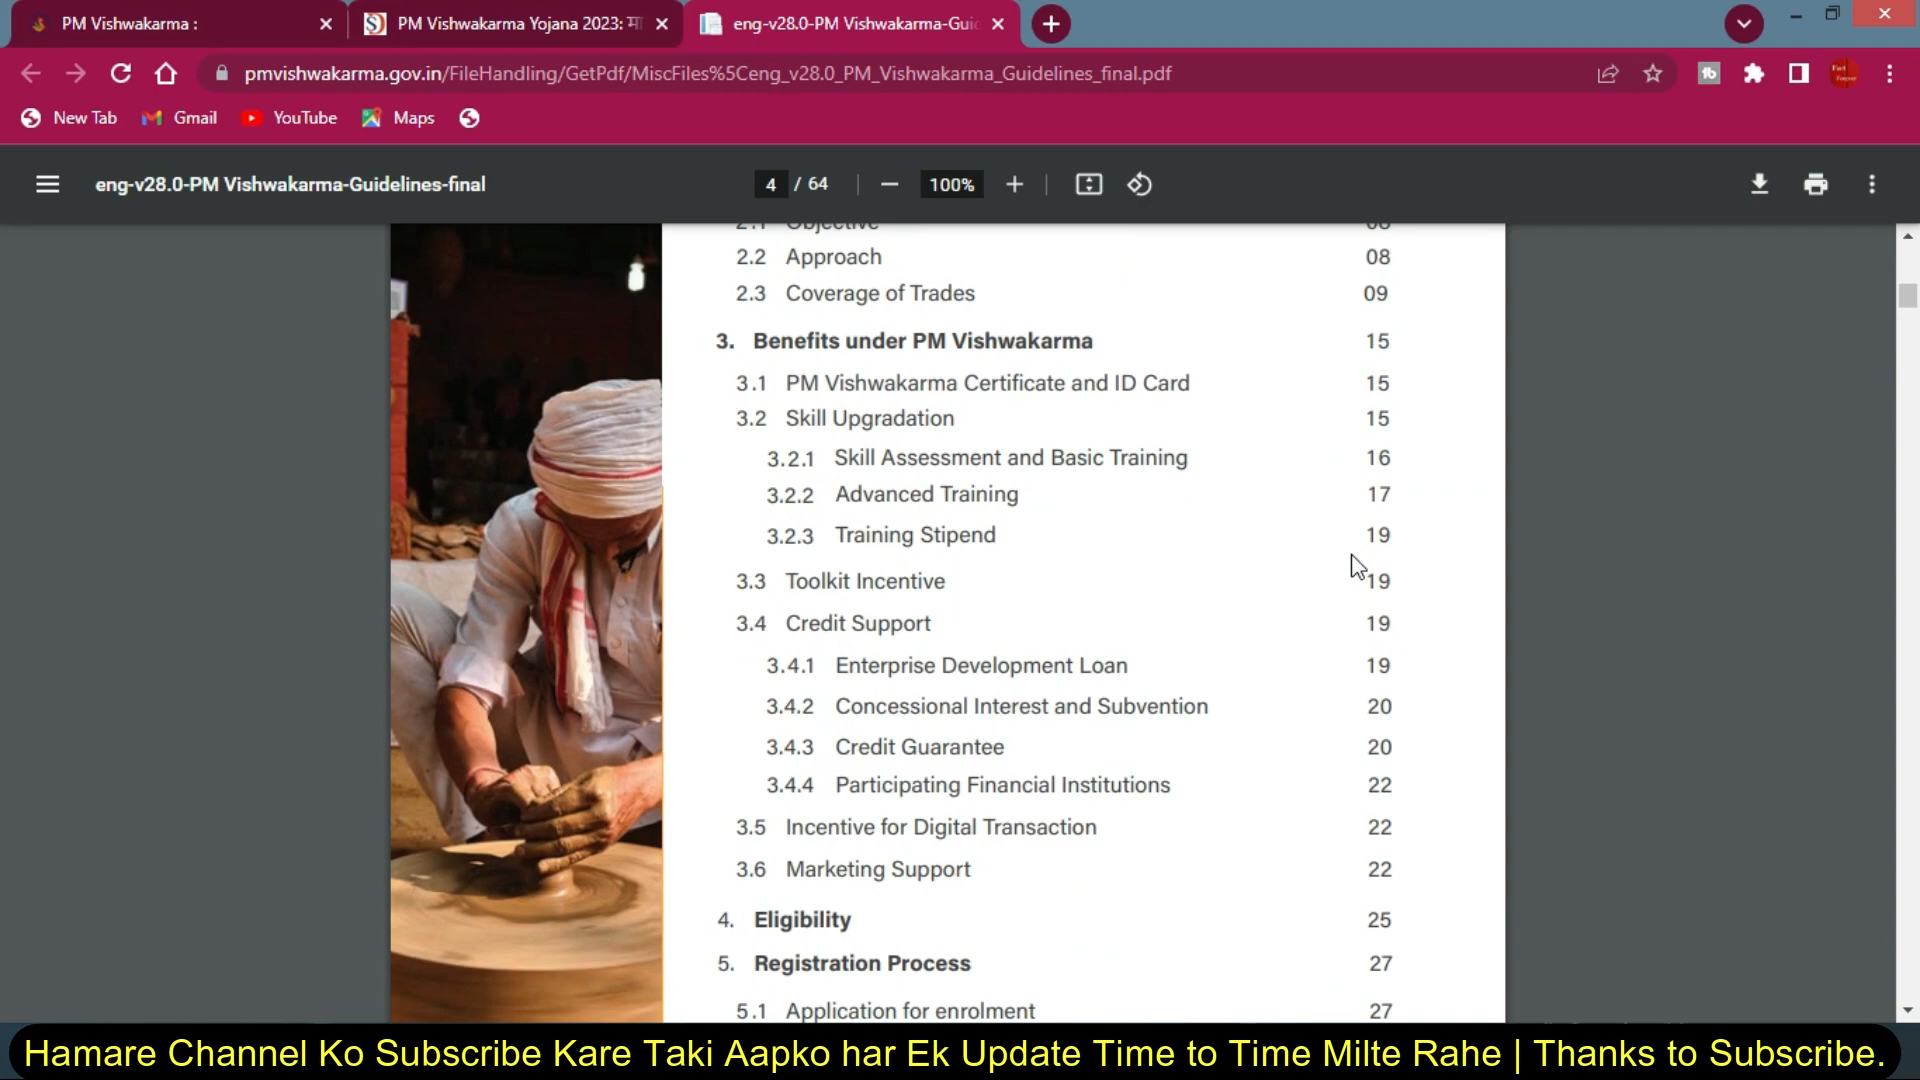 PM Vishwakarma :
PM Vishwakarma Yojana 2023: मा
eng-v28.0-PM Vishwakarma-Gui
pmvishwakarma.gov.in/FileHandling/GetPdf/MiscFiles%5Ceng_v28.0_PM_Vishwakarma_Guidelines_final.pdf
New Tab Gmail YouTube Maps
eng-v28.0-PM Vishwakarma-Guidelines-final 4 / 64 100%
2.1 Objective 08
2.2 Approach 08
2.3 Coverage of Trades 09
3. Benefits under PM Vishwakarma 15
3.1 PM Vishwakarma Certificate and ID Card 15
3.2 Skill Upgradation 15
3.2.1 Skill Assessment and Basic Training 16
3.2.2 Advanced Training 17
3.2.3 Training Stipend 19
3.3 Toolkit Incentive 19
3.4 Credit Support 19
3.4.1 Enterprise Development Loan 19
3.4.2 Concessional Interest and Subvention 20
3.4.3 Credit Guarantee 20
3.4.4 Participating Financial Institutions 22
3.5 Incentive for Digital Transaction 22
3.6 Marketing Support 22
4. Eligibility 25
5. Registration Process 27
5.1 Application for enrolment 27
Hamare Channel Ko Subscribe Kare Taki Aapko har Ek Update Time to Time Milte Rahe | Thanks to Subscribe.